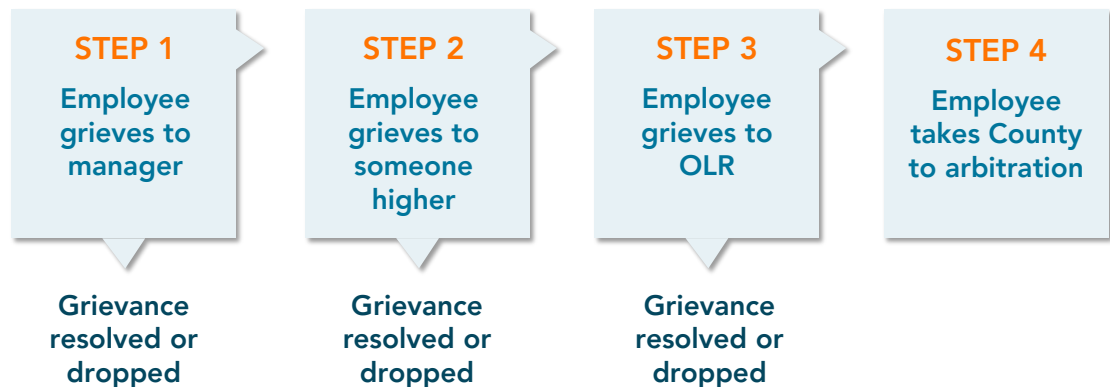 STEP 1
Employee
grieves to
manager
Grievance
resolved or
dropped
STEP 2
Employee
grieves to
someone
higher
Grievance
resolved or
dropped
STEP 3
Employee
grieves to
OLR
Grievance
resolved or
dropped
STEP 4
Employee
takes County
to arbitration